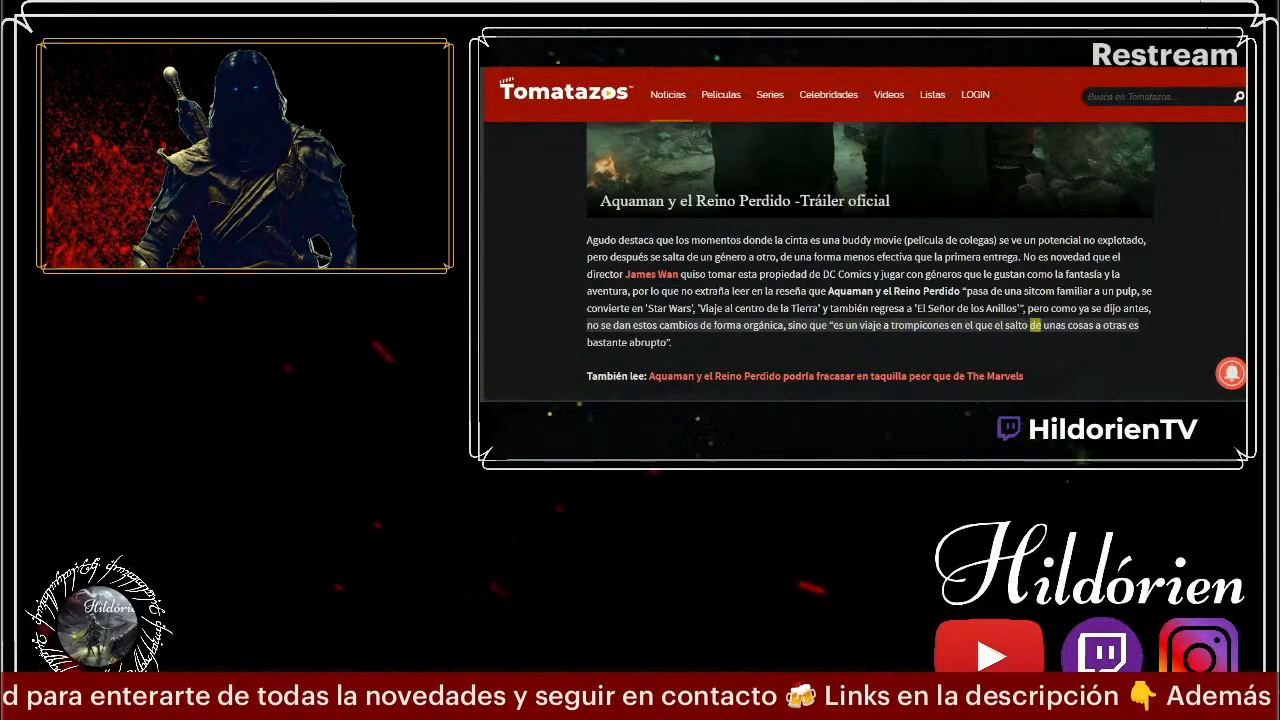 Restream
Tomatazos
Noticias Películas Series Celebridades Videos Listas LOGIN
Busca en Tomatazos...
Aquaman y el Reino Perdido -Tráiler oficial
Agudo destaca que los momentos donde la cinta es una buddy movie (película de colegas) se ve un potencial no explotado,
pero después se salta de un género a otro, de una forma menos efectiva que la primera entrega. No es novedad que el
director James Wan quiso tomar esta propiedad de DC Comics y jugar con géneros que le gustan como la fantasía y la
aventura, por lo que no extraña leer en la reseña que Aquaman y el Reino Perdido “pasa de una sitcom familiar a un pulp, se
convierte en 'Star Wars', 'Viaje al centro de la Tierra' y también regresa a 'El Señor de los Anillos'”, pero como ya se dijo antes,
no se dan estos cambios de forma orgánica, sino que “es un viaje a trompicones en el que el salto de unas cosas a otras es
bastante abrupto”.
También lee: Aquaman y el Reino Perdido podría fracasar en taquilla peor que de The Marvels
HildorienTV
Hildórien
Hildórien
d para enterarte de todas la novedades y seguir en contacto 🍻 Links en la descripción 👇 Además